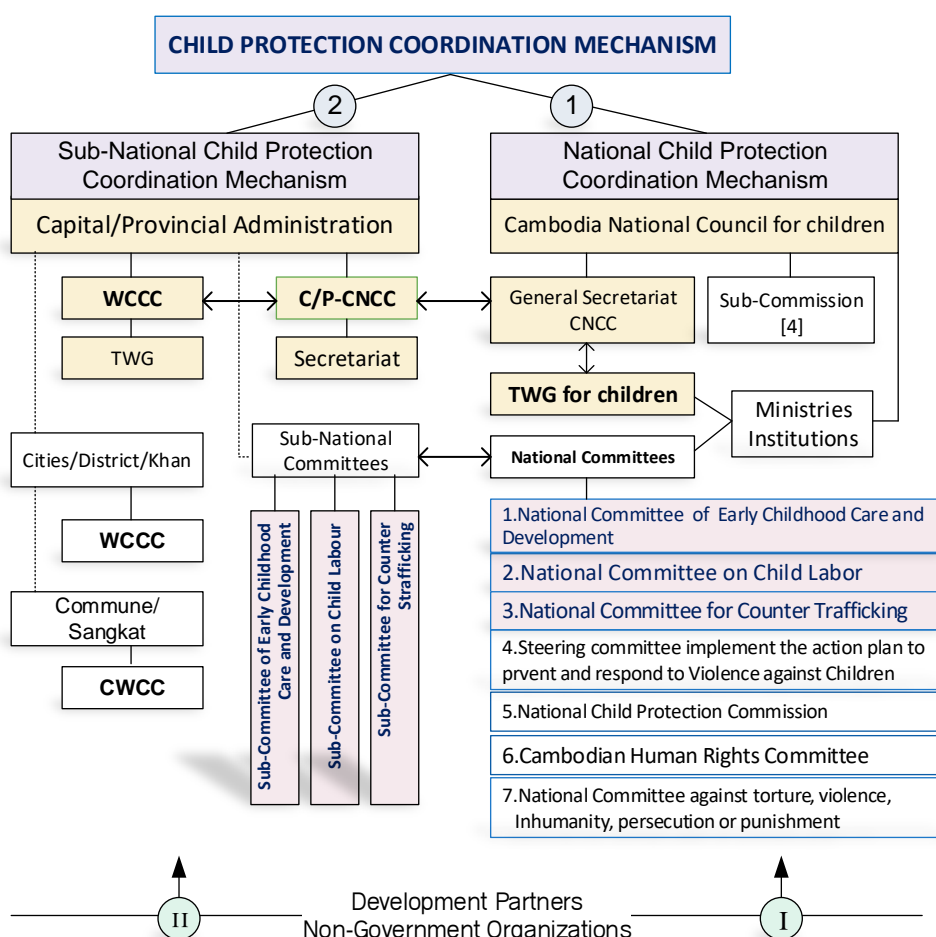 CHILD PROTECTION COORDINATION MECHANISM
2
1
Sub-National Child Protection
Coordination Mechanism
Capital/Provincial Administration
WCCC
C/P-CNCC
TWG
Secretariat
Cities/District/Khan
WCCC
Commune/
Sangkat
CWCC
Sub-National
Committees
Sub-Committee of Early Childhood
Care and Development
Sub-Committee on Child Labour
Sub-Committee for Counter
Strafficking
National Child Protection
Coordination Mechanism
Cambodia National Council for children
General Secretariat
CNCC
Sub-Commission
[4]
TWG for children
Ministries
Institutions
National Committees
1.National Committee of Early Childhood Care and
Development
2.National Committee on Child Labor
3.National Committee for Counter Trafficking
4.Steering committee implement the action plan to
prvent and respond to Violence against Children
5.National Child Protection Commission
6.Cambodian Human Rights Committee
7.National Committee against torture, violence,
Inhumanity, persecution or punishment
II
Development Partners
Non-Government Organizations
I